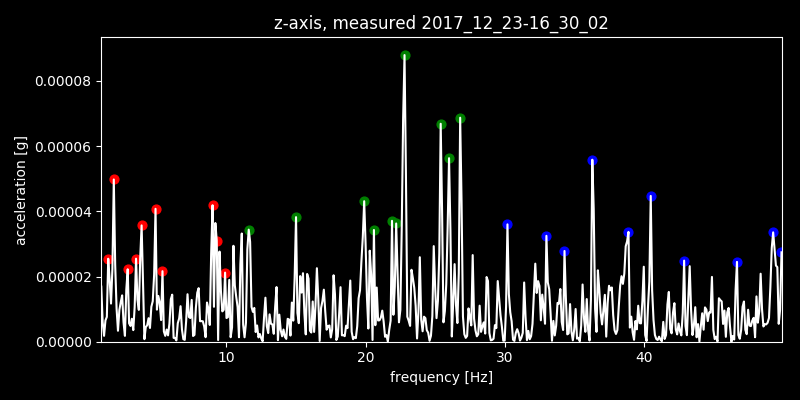 z-axis, measured 2017_12_23-16_30_02
0.00008
0.00006
0.00004
0.00002
0.00000
acceleration [g]
10 20 30 40
frequency [Hz]